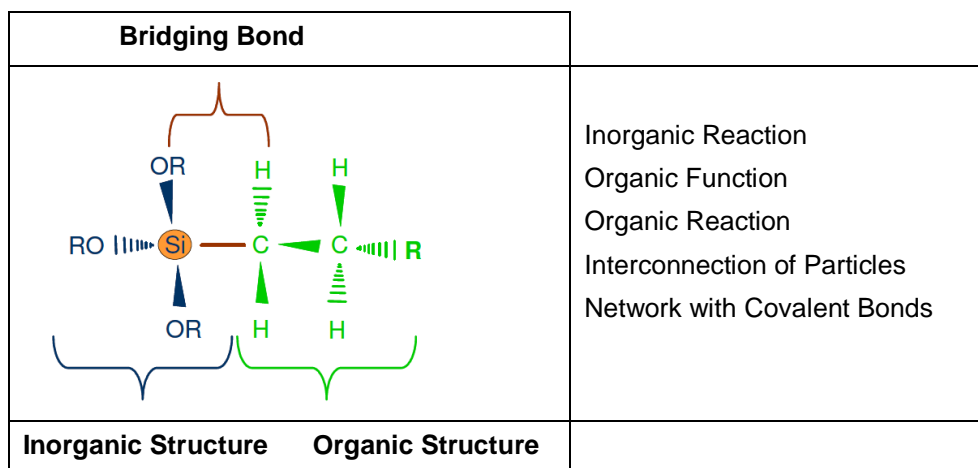 Bridging Bond
OR H H
RO Si C C R
OR H H
Inorganic Structure Organic Structure
Inorganic Reaction
Organic Function
Organic Reaction
Interconnection of Particles
Network with Covalent Bonds